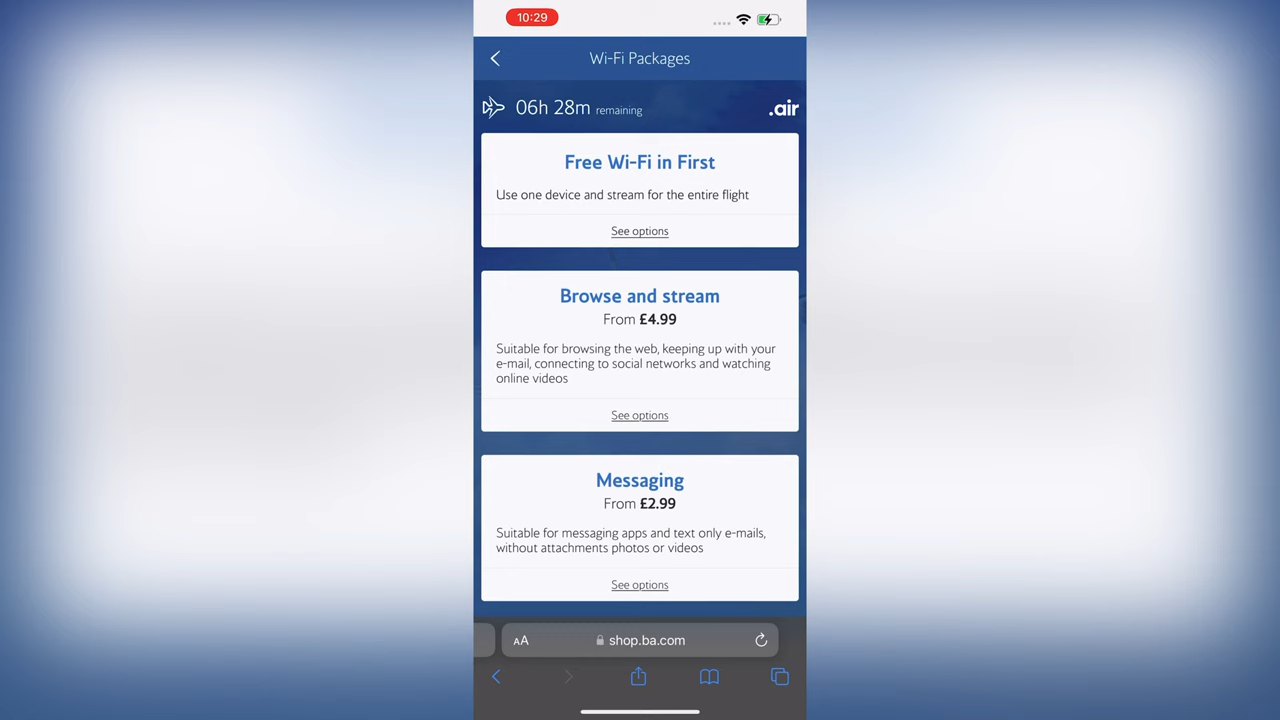 10:29
Wi-Fi Packages
06h 28m remaining
.air
Free Wi-Fi in First
Use one device and stream for the entire flight
See options
Browse and stream
From £4.99
Suitable for browsing the web, keeping up with your
e-mail, connecting to social networks and watching
online videos
See options
Messaging
From £2.99
Suitable for messaging apps and text only e-mails,
without attachments photos or videos
See options
AA
shop.ba.com